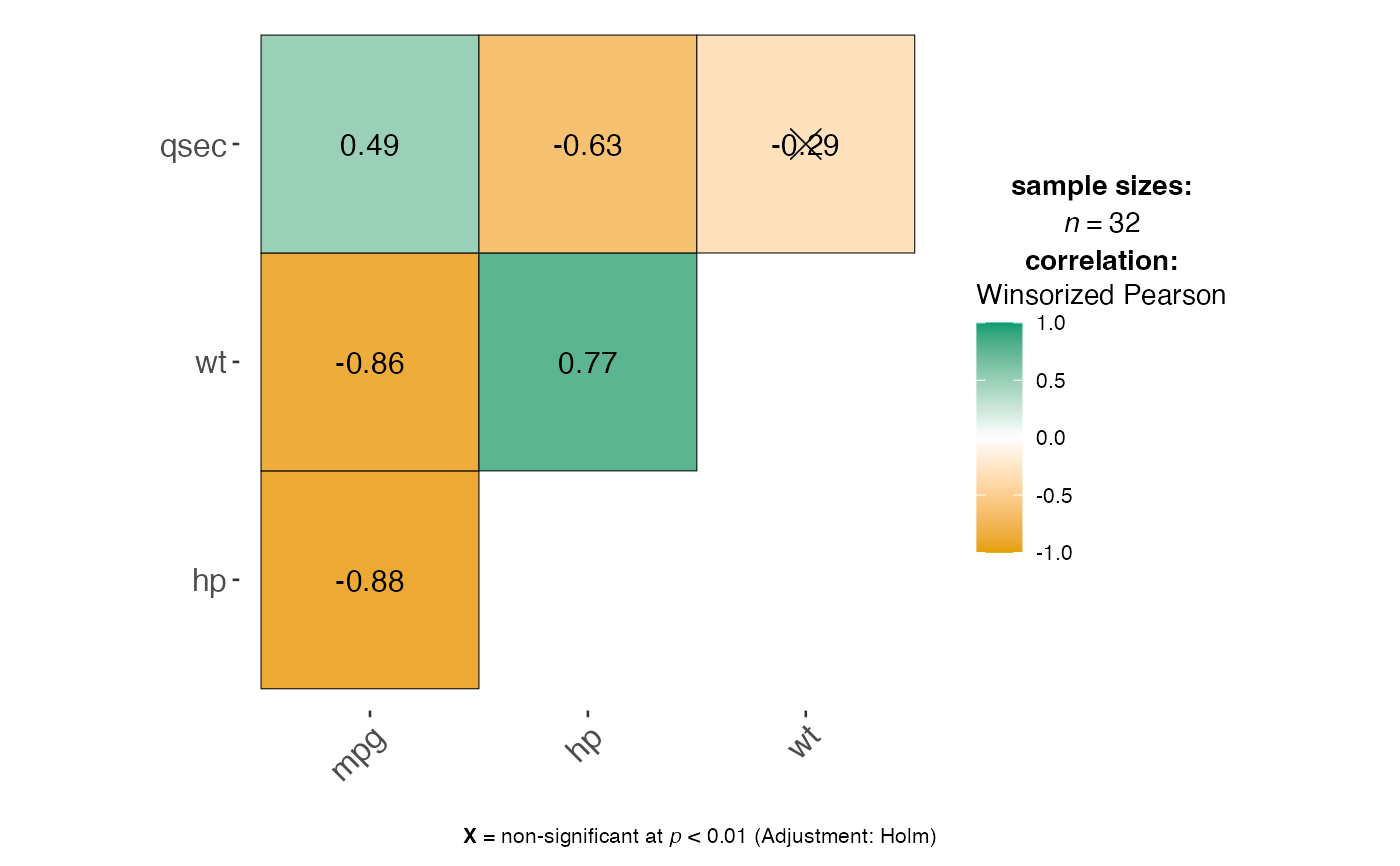 qsec
0.49
-0.63
-0.29
wt
-0.86
0.77
hp
-0.88
mpg
hp
wt
sample sizes:
n = 32
correlation:
Winsorized Pearson
1.0
0.5
0.0
-0.5
-1.0
X = non-significant at p < 0.01 (Adjustment: Holm)